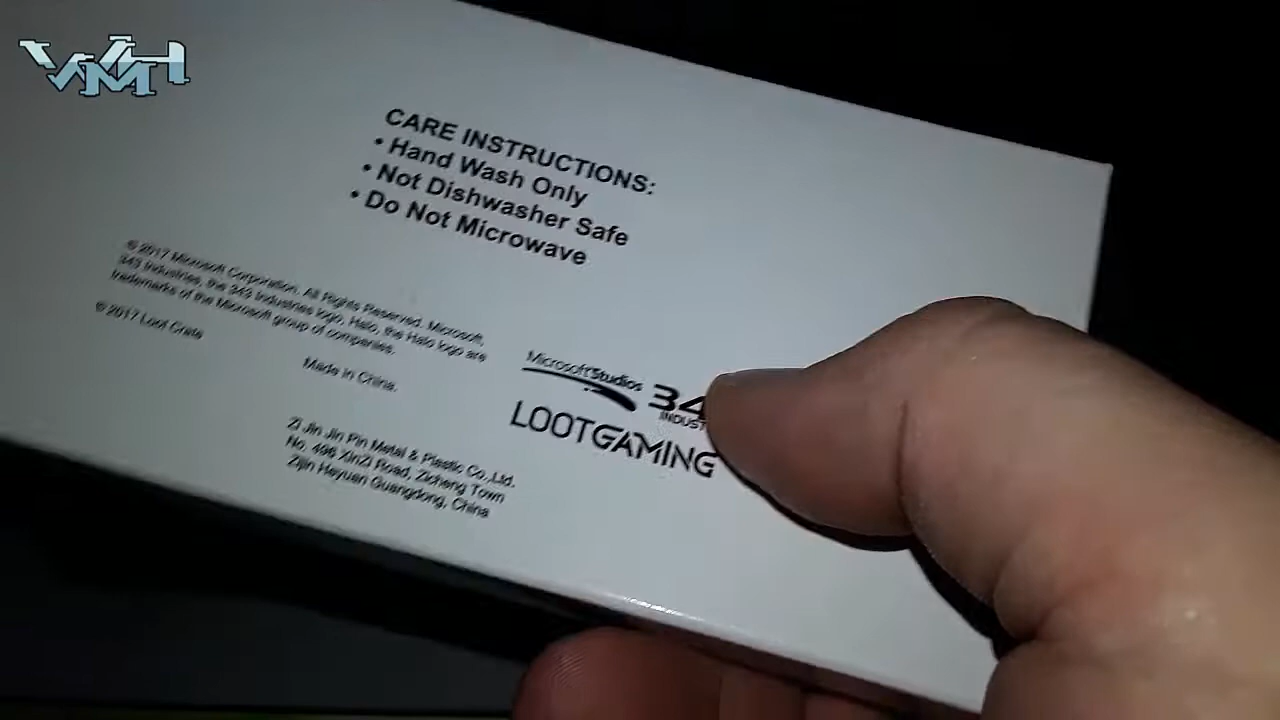 VMH
CARE INSTRUCTIONS:
• Hand Wash Only
• Not Dishwasher Safe
• Do Not Microwave
© 2017 Microsoft Corporation. All Rights Reserved. Microsoft,
343 Industries, the 343 Industries logo, Halo, the Halo logo are
trademarks of the Microsoft group of companies.
© 2017 Loot Crate
Made in China.
Zi Jin Jin Pin Metal & Plastic Co.,Ltd.
No. 496 XinZi Road, Zicheng Town
Zijin Heyuan Guangdong, China
Microsoft Studios
34
INDUST
LOOTGAMING